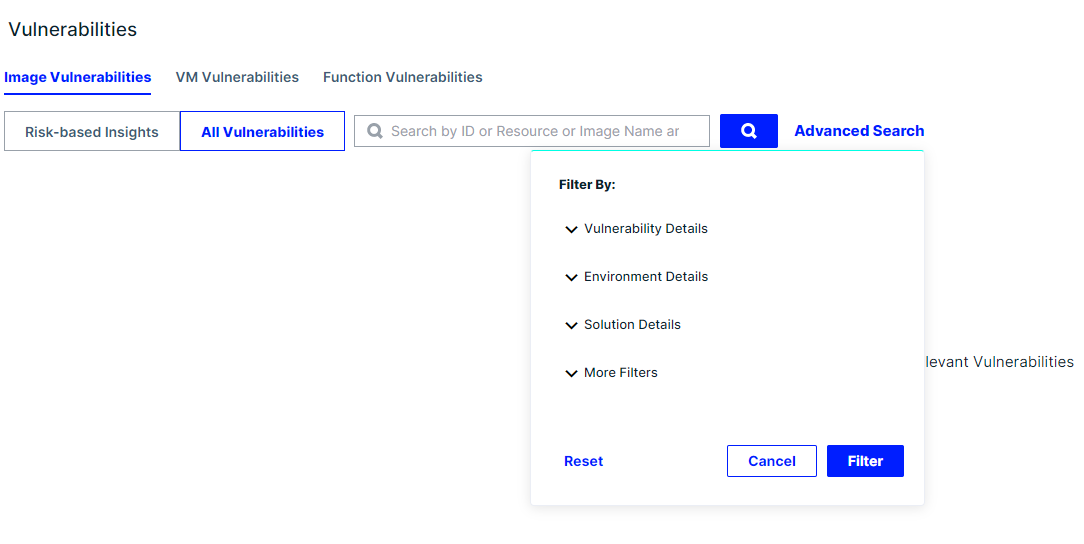 Vulnerabilities
Image Vulnerabilities VM Vulnerabilities Function Vulnerabilities
Risk-based Insights All Vulnerabilities Search by ID or Resource or Image Name ar Advanced Search
Filter By:
Vulnerability Details
Environment Details
Solution Details
levant Vulnerabilities
More Filters
Reset Cancel Filter